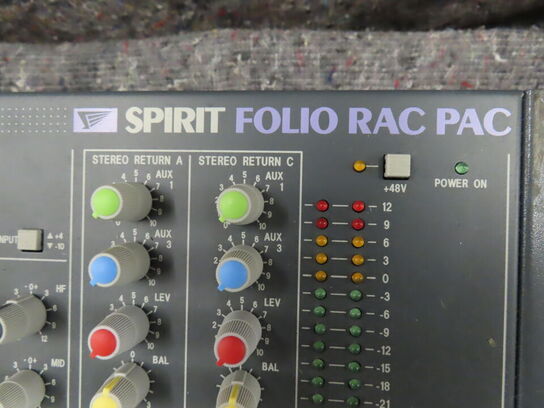 SPIRIT FOLIO RAC PAC
STEREO RETURN A
STEREO RETURN C
+48V
POWER ON
AUX 1
AUX 1
AUX 3
AUX 3
INPUT
▲ +4
▼ -10
LEV
LEV
BAL
BAL
HF
MID
12
9
6
3
0
-3
-6
-9
-12
-15
-18
-21